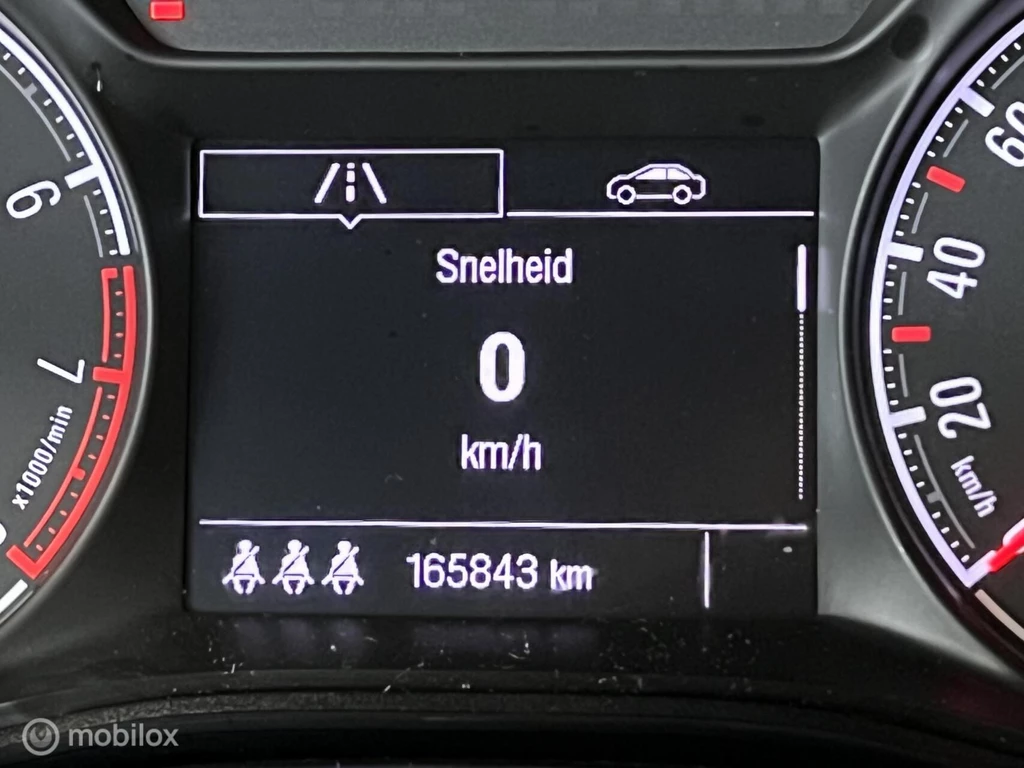 6
7
x1000/min
Snelheid
0
km/h
165843 km
60
40
20
km/h
mobilox